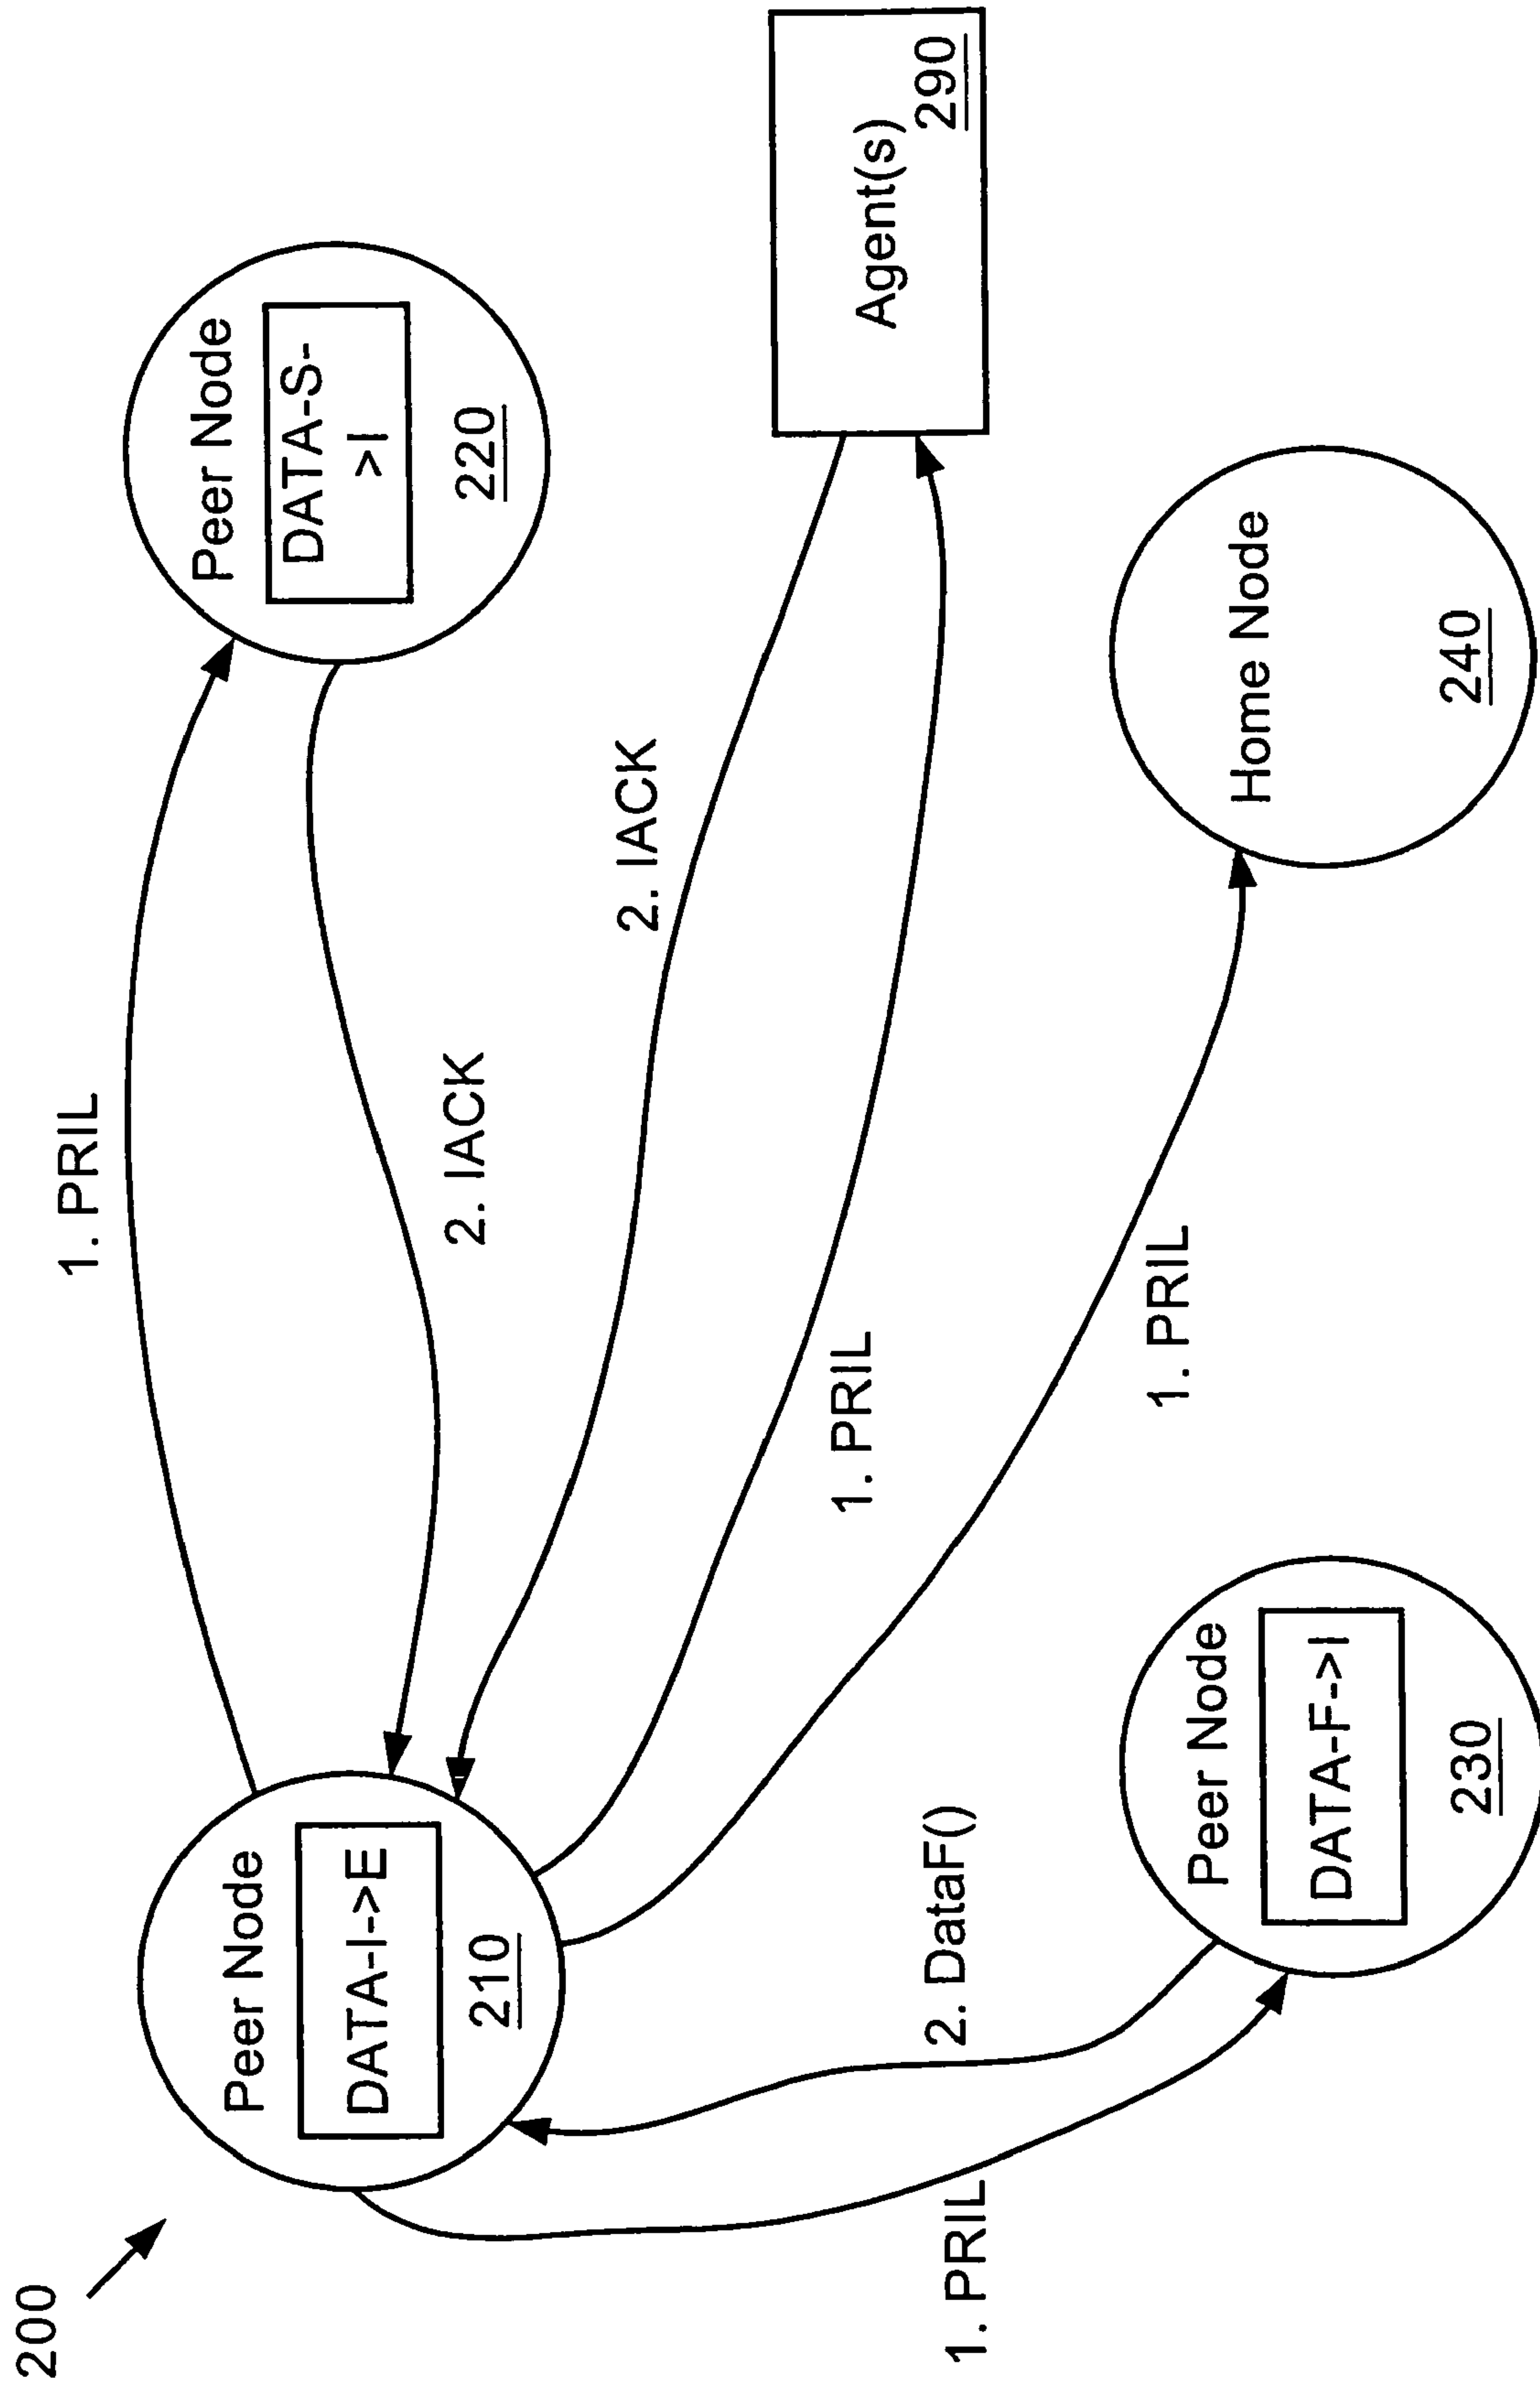 200
1. PRIL
Peer Node
DATA-I->E
210
2. IACK
Peer Node
DATA-S-
>I
220
2. IACK
1. PRIL
Agent(s)
290
1. PRIL
2. DataF()
1. PRIL
Peer Node
DATA-F->I
230
Home Node
240